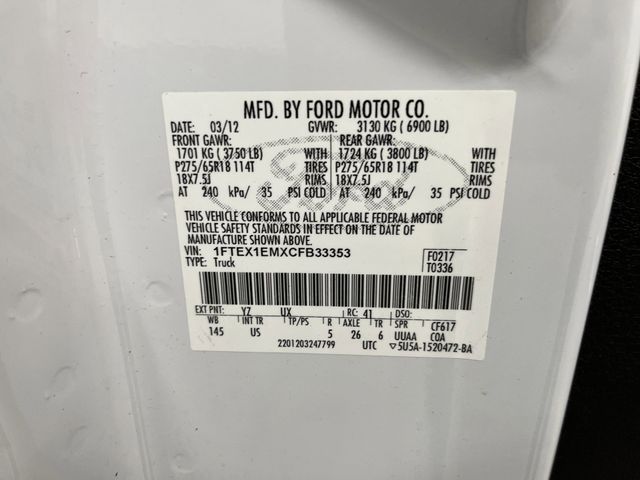 MFD. BY FORD MOTOR CO.
DATE: 03/12 GVWR: 3130 KG ( 6900 LB)
FRONT GAWR: REAR GAWR:
1701 KG ( 3750 LB) WITH 1724 KG ( 3800 LB) WITH
P275/65R18 114T TIRES P275/65R18 114T TIRES
18X7.5J RIMS 18X7.5J RIMS
AT 240 kPa/ 35 PSI COLD AT 240 kPa/ 35 PSI COLD
THIS VEHICLE CONFORMS TO ALL APPLICABLE FEDERAL MOTOR
VEHICLE SAFETY STANDARDS IN EFFECT ON THE DATE OF
MANUFACTURE SHOWN ABOVE.
VIN: 1FTEX1EMXCFB33353 F0217
TYPE: Truck T0336
EXT PNT: YZ UX RC: 41 DSO:
WB INT TR TP/PS R AXLE TR SPR CF617
145 US 5 26 6 UUAA COA
2201203247799 UTC ▽5U5A-1520472-BA
Ford